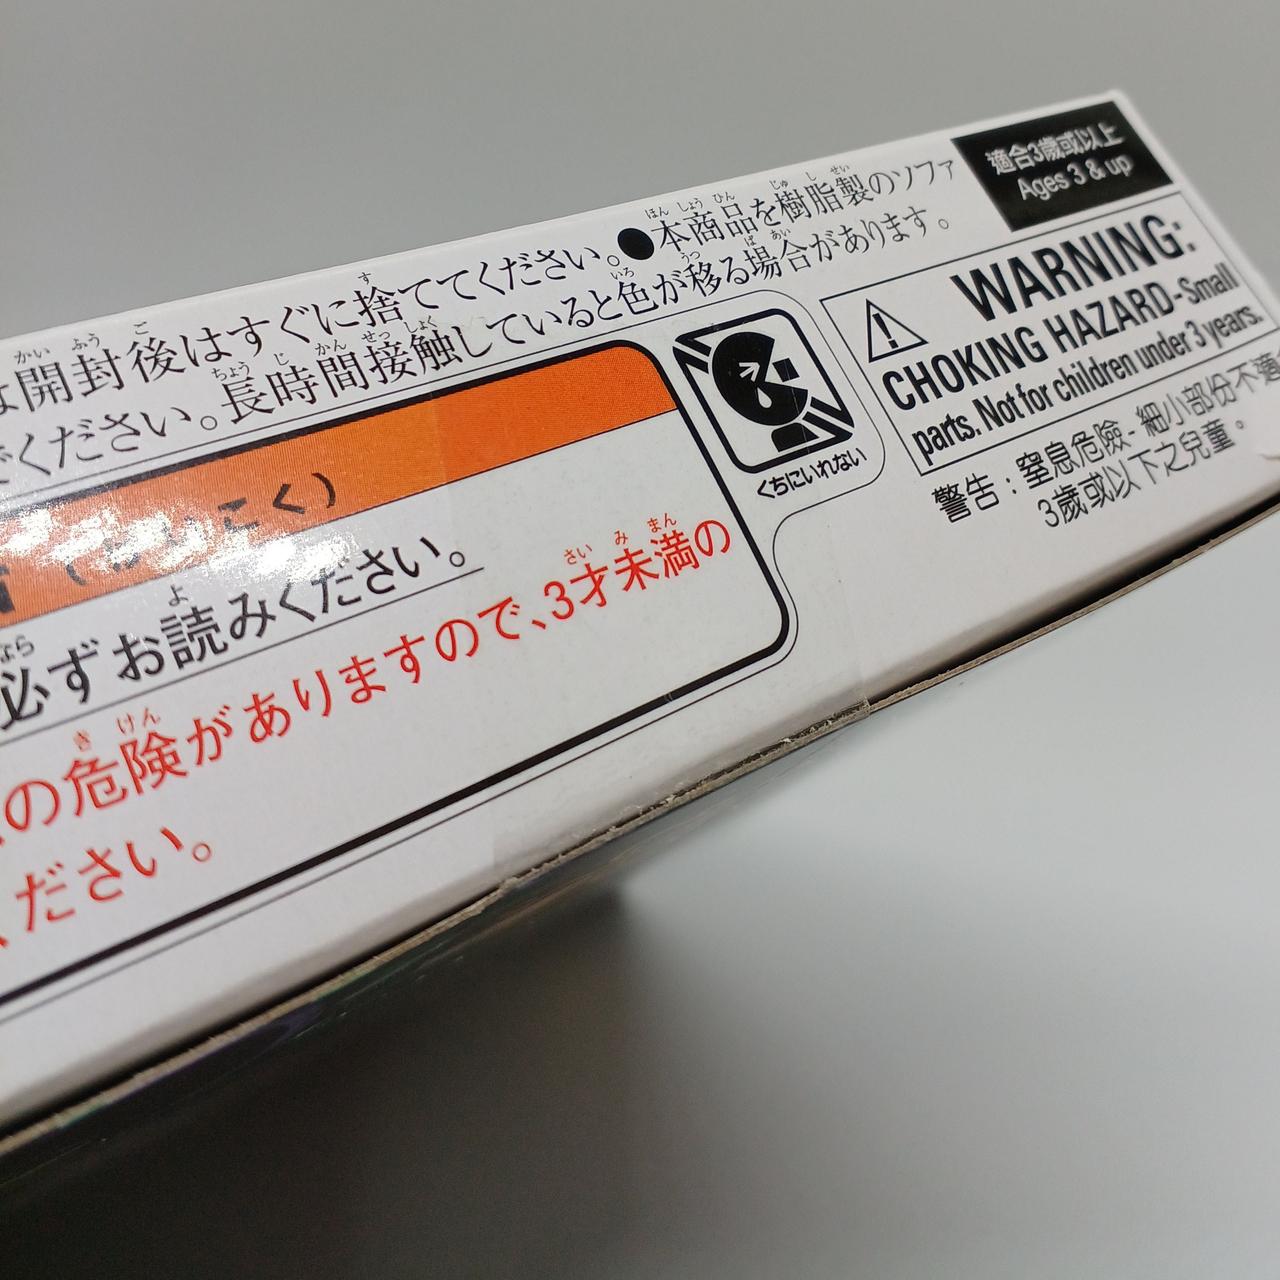 開封後はすぐに捨ててください。●本商品を樹脂製のソファ
ください。長時間接触していると色が移る場合があります。
こく)
必ずお読みください。
の危険がありますので、3才未満の
ください。
くちにいれない
適合3歲或以上
Ages 3 & up
WARNING:
CHOKING HAZARD-Small
parts. Not for children under 3 years.
警告：窒息危險-細小部份不適
3歲或以下之兒童。